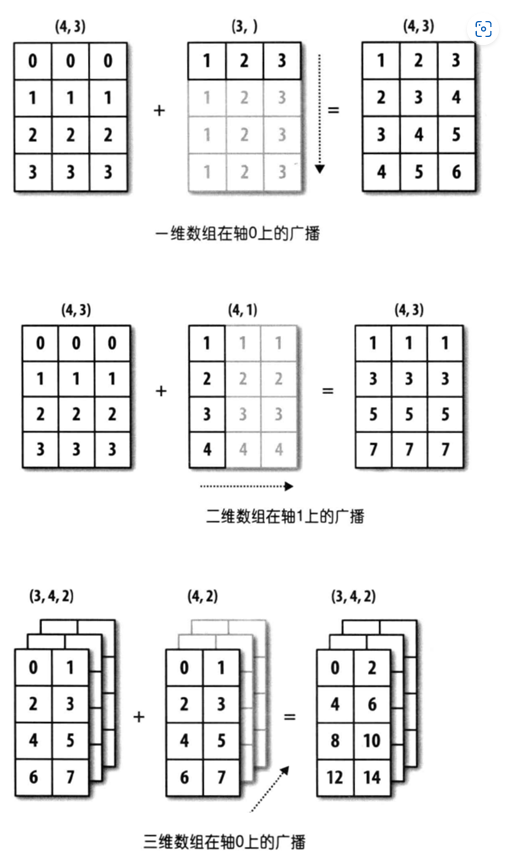 (4, 3) (3, ) (4, 3)
0 0 0 1 2 3 1 2 3
1 1 1 1 2 3 2 3 4
+ =
2 2 2 1 2 3 3 4 5
3 3 3 1 2 3 4 5 6
一维数组在轴0上的广播
(4, 3) (4, 1) (4, 3)
0 0 0 1 1 1 1 1 1
1 1 1 2 2 2 3 3 3
+ =
2 2 2 3 3 3 5 5 5
3 3 3 4 4 4 7 7 7
二维数组在轴1上的广播
(3, 4, 2) (4, 2) (3, 4, 2)
0 1 0 1 0 2
2 3 2 3 4 6
+ =
4 5 4 5 8 10
6 7 6 7 12 14
三维数组在轴0上的广播